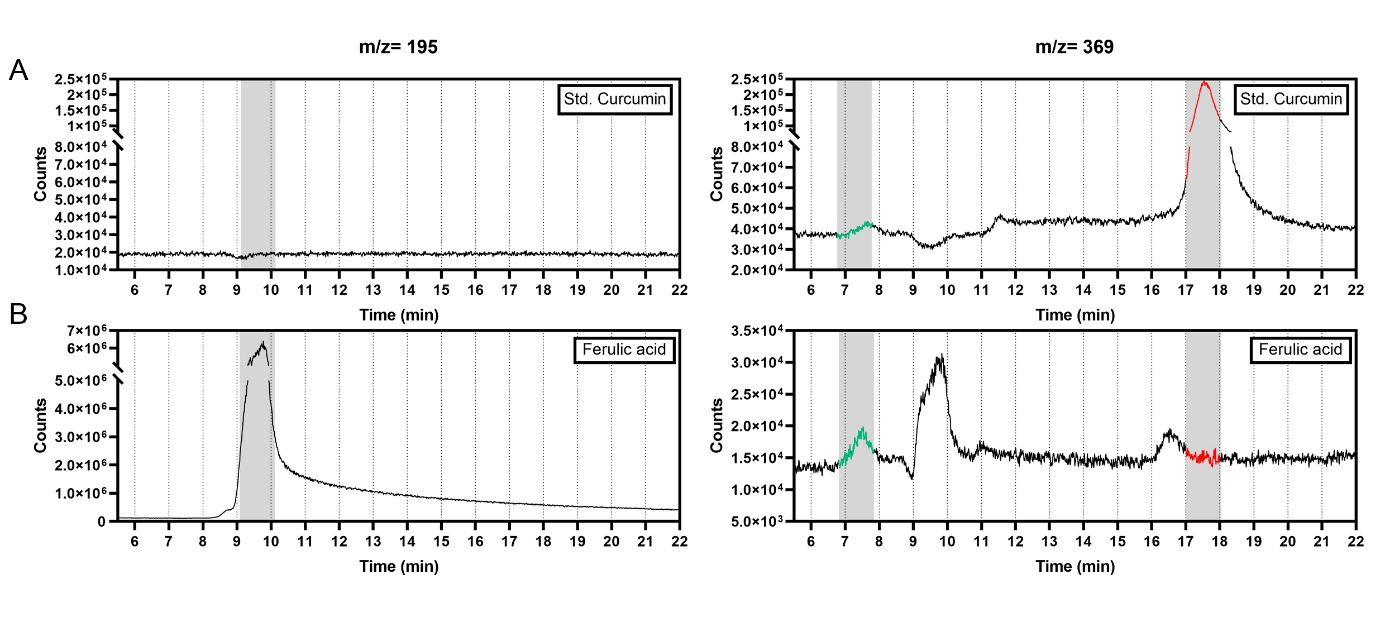 m/z= 195
m/z= 369
A
2.5×10⁵
2×10⁵
1.5×10⁵
1×10⁵
8.0×10⁴
7.0×10⁴
6.0×10⁴
5.0×10⁴
4.0×10⁴
3.0×10⁴
2.0×10⁴
1.0×10⁴
Counts
Std. Curcumin
6 7 8 9 10 11 12 13 14 15 16 17 18 19 20 21 22
Time (min)
2.5×10⁵
2×10⁵
1.5×10⁵
1×10⁵
8.0×10⁴
7.0×10⁴
6.0×10⁴
5.0×10⁴
4.0×10⁴
3.0×10⁴
2.0×10⁴
Counts
Std. Curcumin
6 7 8 9 10 11 12 13 14 15 16 17 18 19 20 21 22
Time (min)
B
7×10⁶
6×10⁶
5.0×10⁶
4.0×10⁶
3.0×10⁶
2.0×10⁶
1.0×10⁶
0
Counts
Ferulic acid
6 7 8 9 10 11 12 13 14 15 16 17 18 19 20 21 22
Time (min)
3.5×10⁴
3.0×10⁴
2.5×10⁴
2.0×10⁴
1.5×10⁴
1.0×10⁴
5.0×10³
Counts
Ferulic acid
6 7 8 9 10 11 12 13 14 15 16 17 18 19 20 21 22
Time (min)